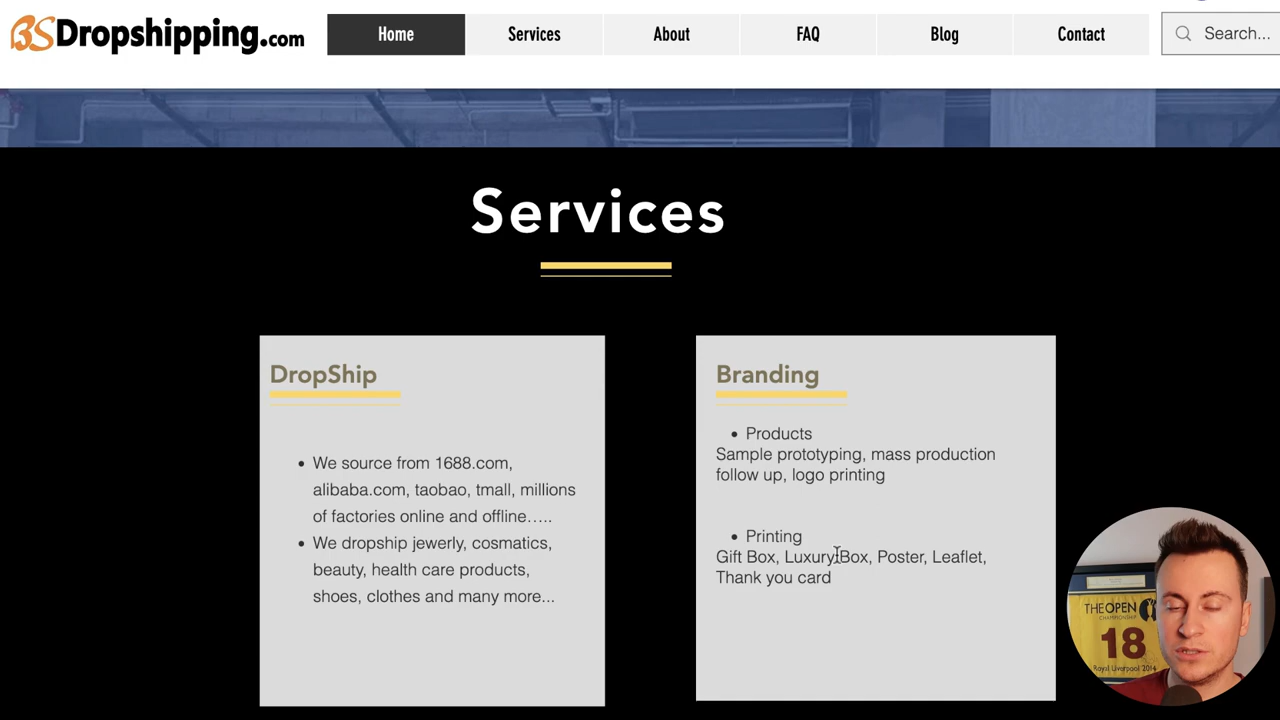 BSDropshipping.com
Home
Services
About
FAQ
Blog
Contact
Search...
Services
DropShip
• We source from 1688.com,
alibaba.com, taobao, tmall, millions
of factories online and offline…..
• We dropship jewerly, cosmetics,
beauty, health care products,
shoes, clothes and many more...
Branding
• Products
Sample prototyping, mass production
follow up, logo printing
• Printing
Gift Box, Luxury Box, Poster, Leaflet,
Thank you card
THE OPEN
CHAMPIONSHIP
18
Royal Liverpool 2014